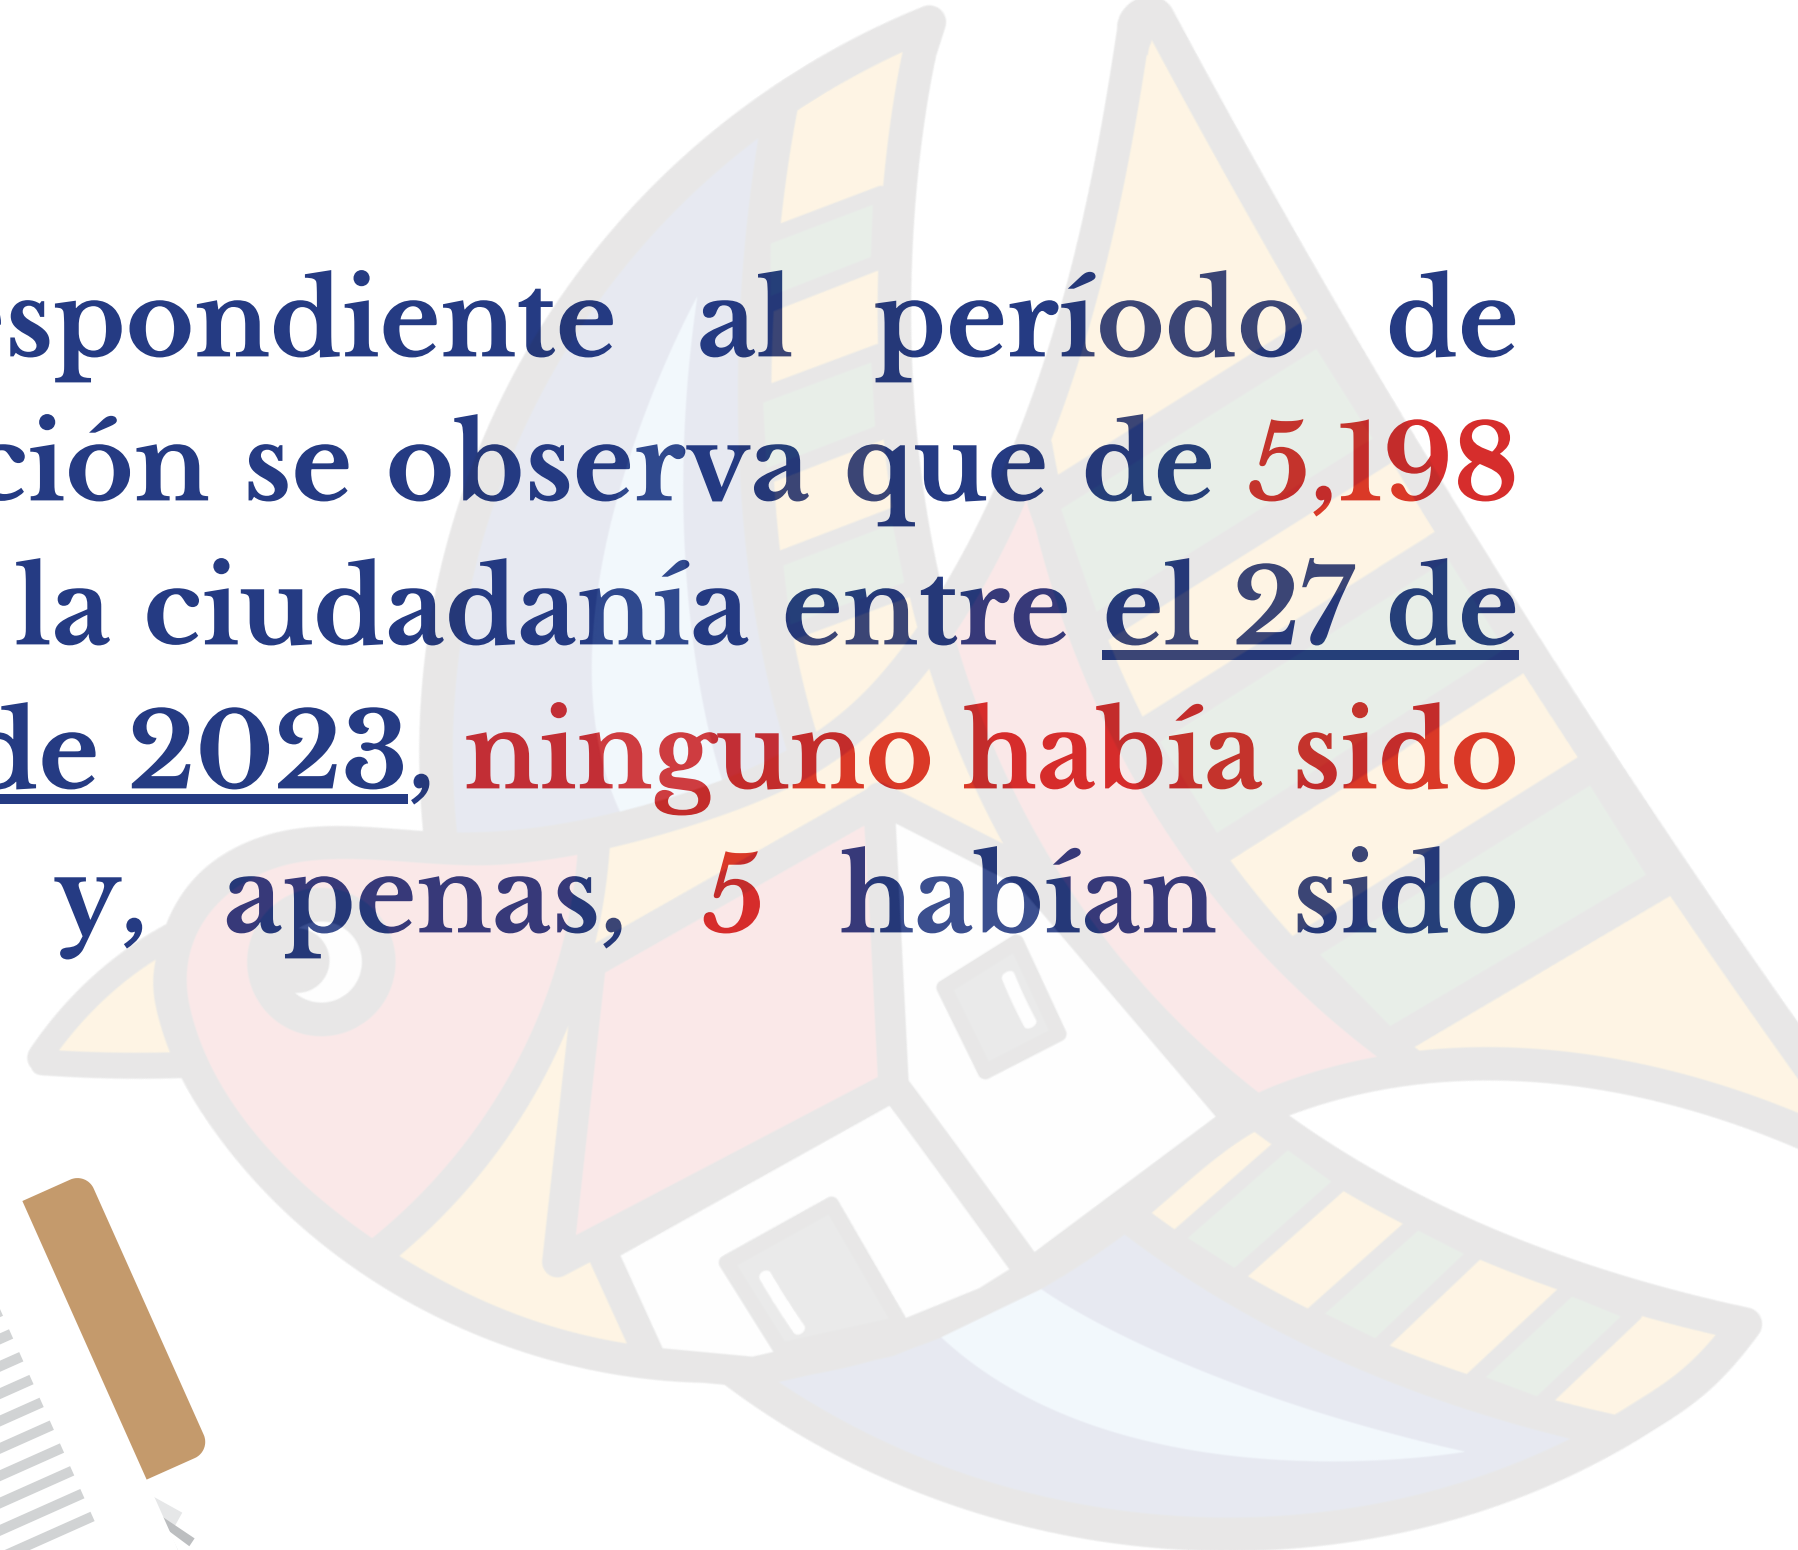 spondiente al período de
ción se observa que de 5,198
la ciudadanía entre el 27 de
de 2023, ninguno había sido
y, apenas, 5 habían sido